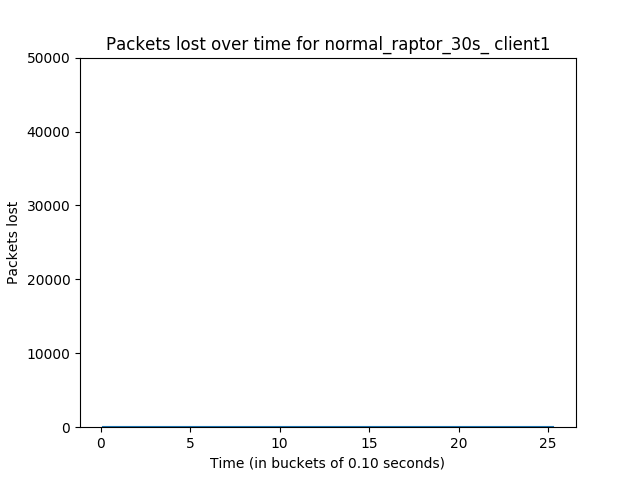 Packets lost over time for normal_raptor_30s_ client1
50000
40000
30000
20000
10000
0
Packets lost
0 5 10 15 20 25
Time (in buckets of 0.10 seconds)